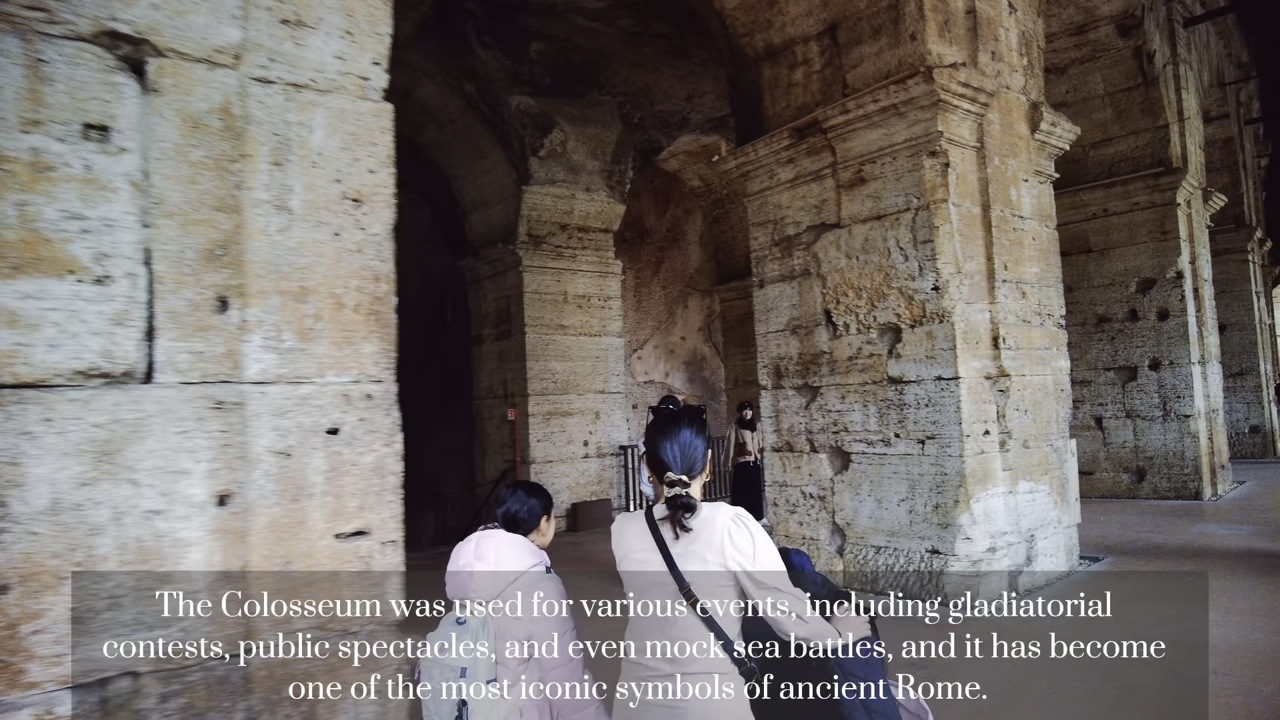 The Colosseum was used for various events, including gladiatorial
contests, public spectacles, and even mock sea battles, and it has become
one of the most iconic symbols of ancient Rome.